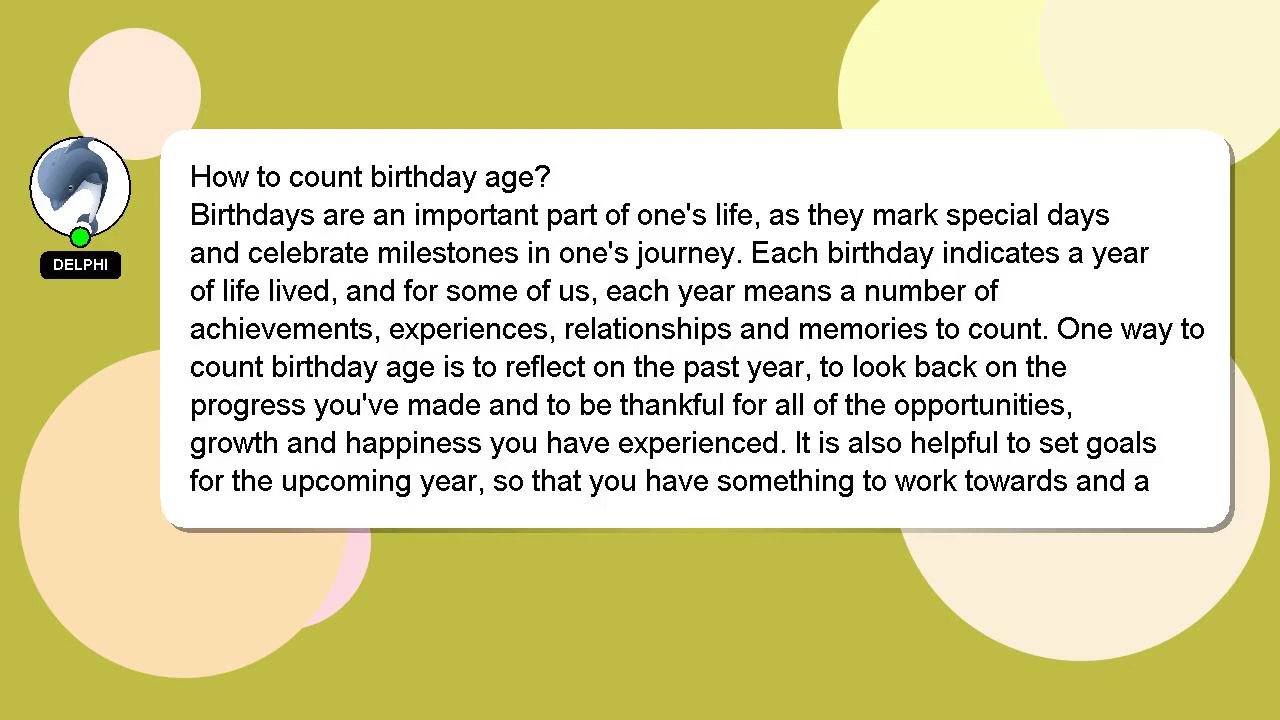 DELPHI
How to count birthday age?
Birthdays are an important part of one's life, as they mark special days
and celebrate milestones in one's journey. Each birthday indicates a year
of life lived, and for some of us, each year means a number of
achievements, experiences, relationships and memories to count. One way to
count birthday age is to reflect on the past year, to look back on the
progress you've made and to be thankful for all of the opportunities,
growth and happiness you have experienced. It is also helpful to set goals
for the upcoming year, so that you have something to work towards and a